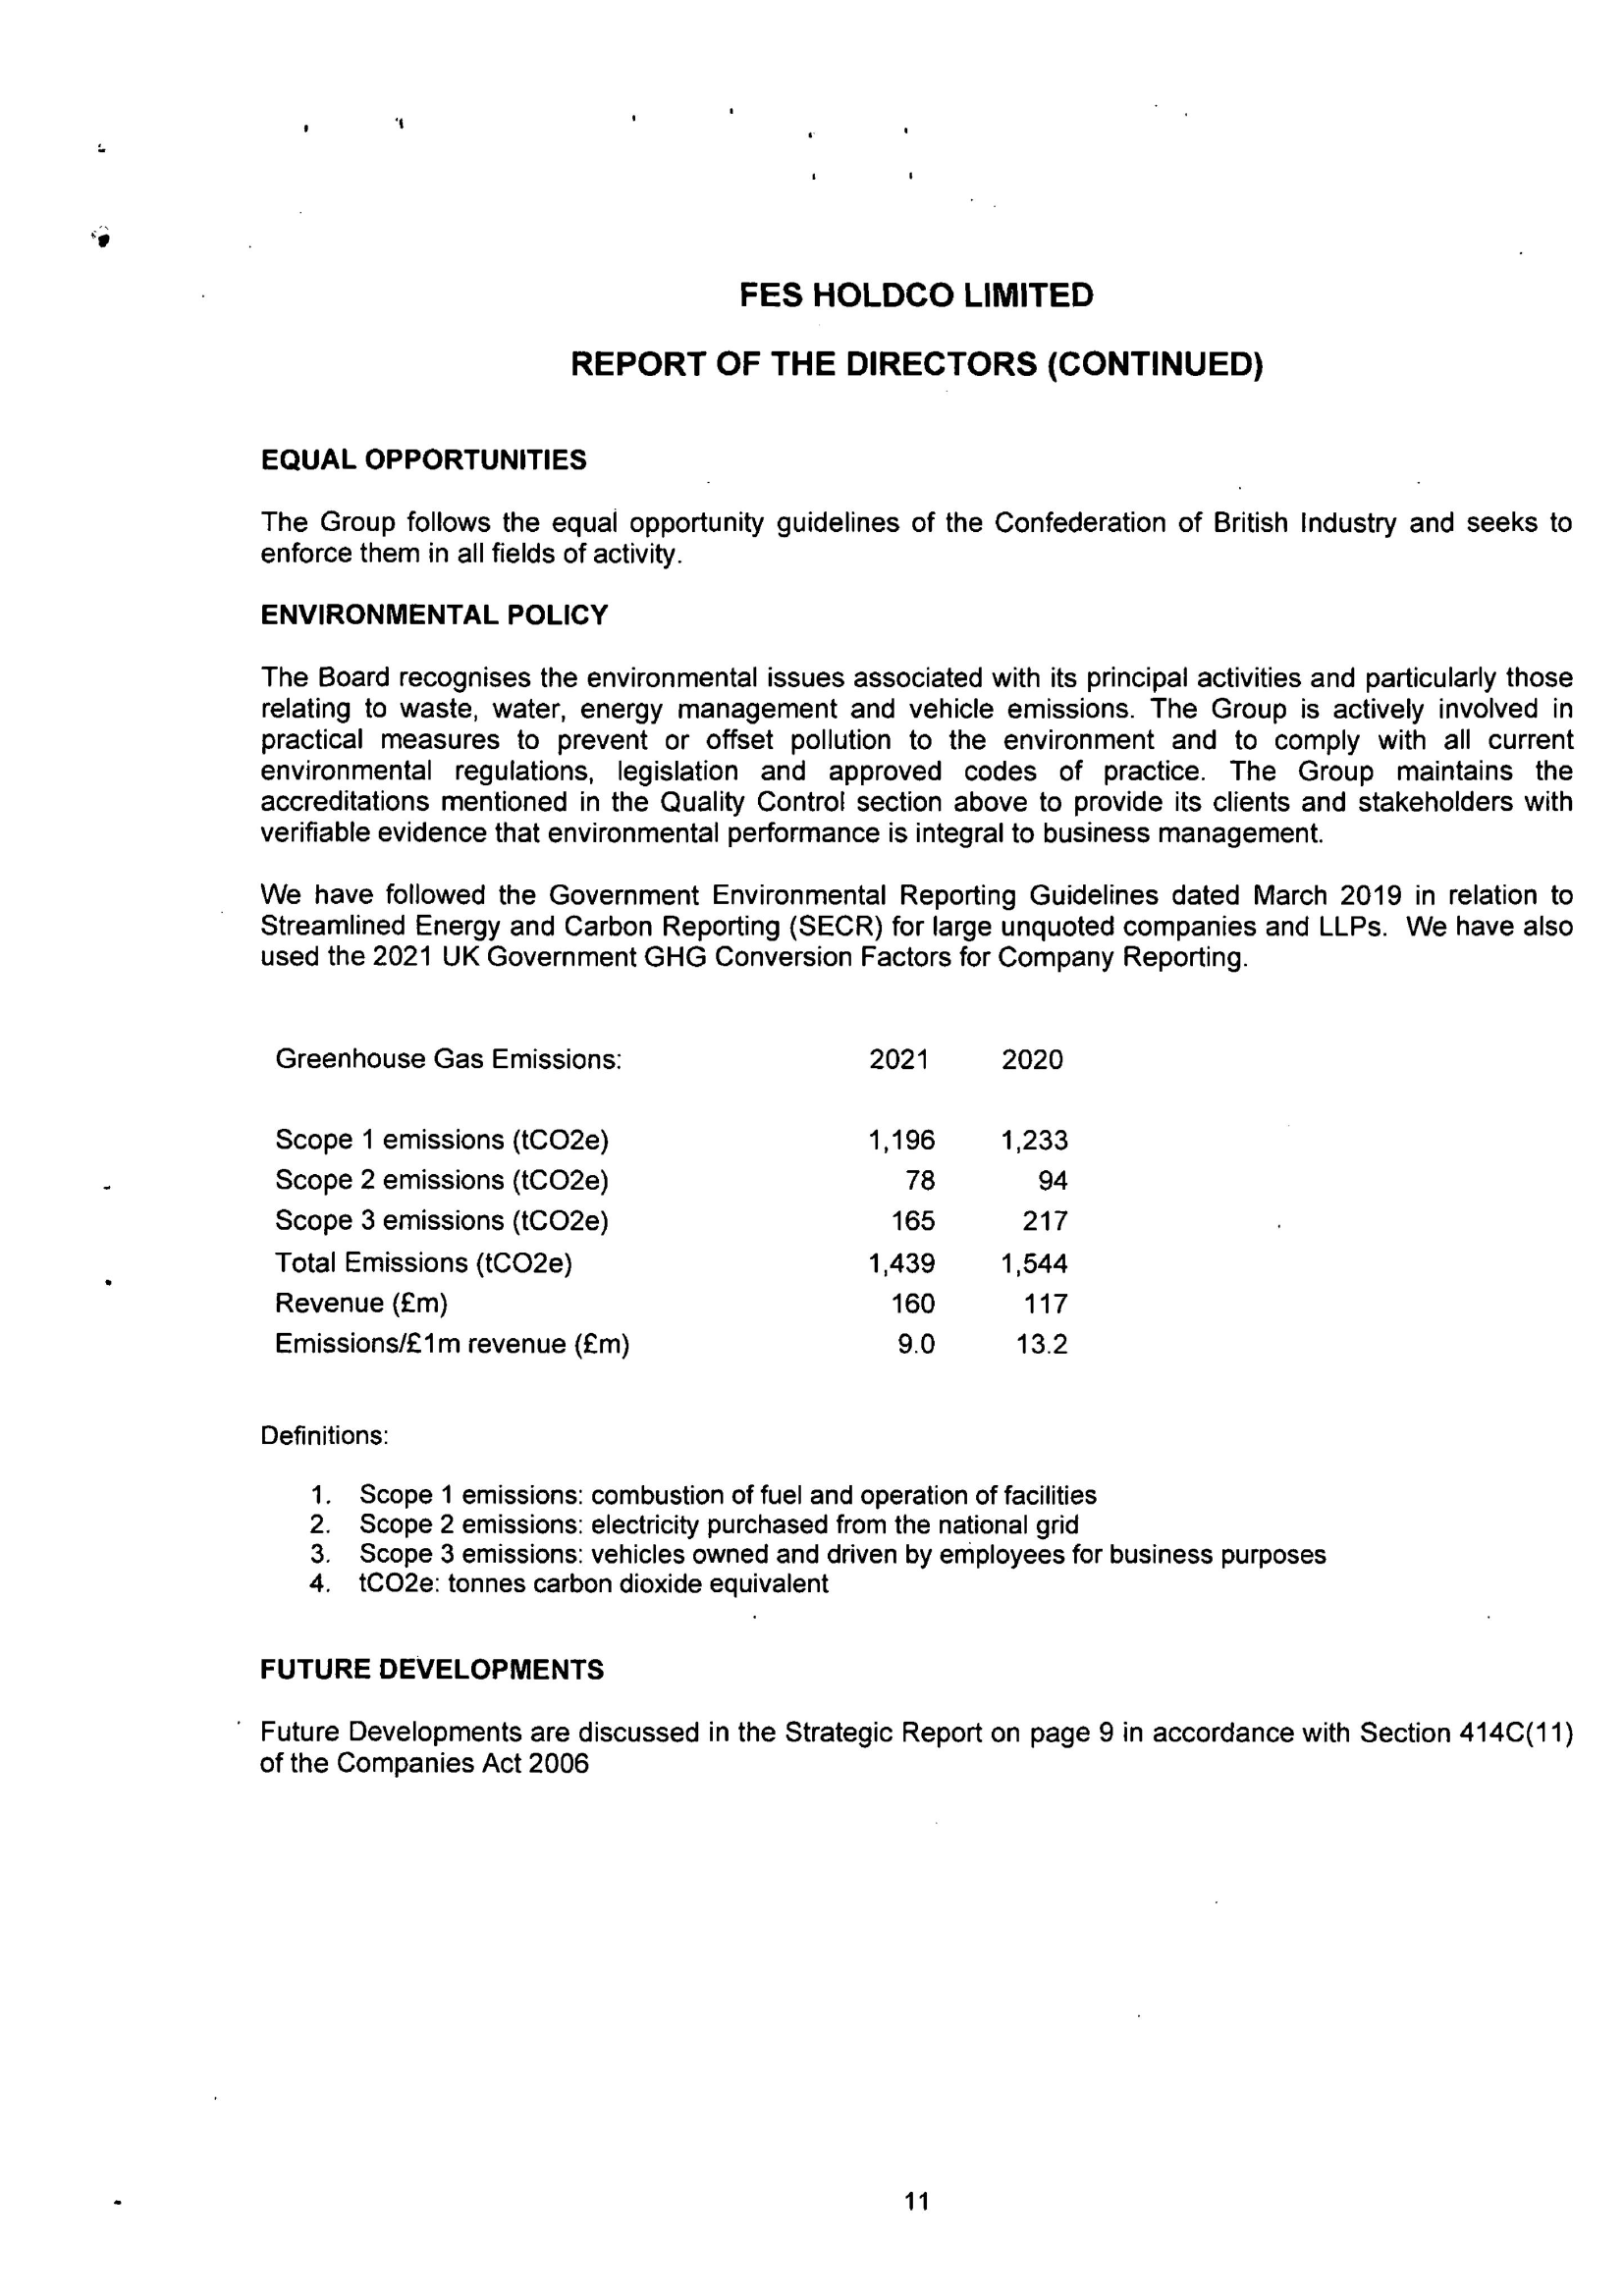 FES HOLDCO LIMITED
REPORT OF THE DIRECTORS (CONTINUED)
EQUAL OPPORTUNITIES
The Group follows the equal opportunity guidelines of the Confederation of British Industry and seeks to
enforce them in all fields of activity.
ENVIRONMENTAL POLICY
The Board recognises the environmental issues associated with its principal activities and particularly those
relating to waste, water, energy management and vehicle emissions. The Group is actively involved in
practical measures to prevent or offset pollution to the environment and to comply with all current
environmental regulations, legislation and approved codes of practice. The Group maintains the
accreditations mentioned in the Quality Control section above to provide its clients and stakeholders with
verifiable evidence that environmental performance is integral to business management.
We have followed the Government Environmental Reporting Guidelines dated March 2019 in relation to
Streamlined Energy and Carbon Reporting (SECR) for large unquoted companies and LLPs. We have also
used the 2021 UK Government GHG Conversion Factors for Company Reporting.
Greenhouse Gas Emissions: 2021 2020
Scope 1 emissions (tCO2e) 1,196 1,233
Scope 2 emissions (tCO2e) 78 94
Scope 3 emissions (tCO2e) 165 217
Total Emissions (tCO2e) 1,439 1,544
Revenue (£m) 160 117
Emissions/£1m revenue (£m) 9.0 13.2
Definitions:
1. Scope 1 emissions: combustion of fuel and operation of facilities
2. Scope 2 emissions: electricity purchased from the national grid
3. Scope 3 emissions: vehicles owned and driven by employees for business purposes
4. tCO2e: tonnes carbon dioxide equivalent
FUTURE DEVELOPMENTS
Future Developments are discussed in the Strategic Report on page 9 in accordance with Section 414C(11)
of the Companies Act 2006
11